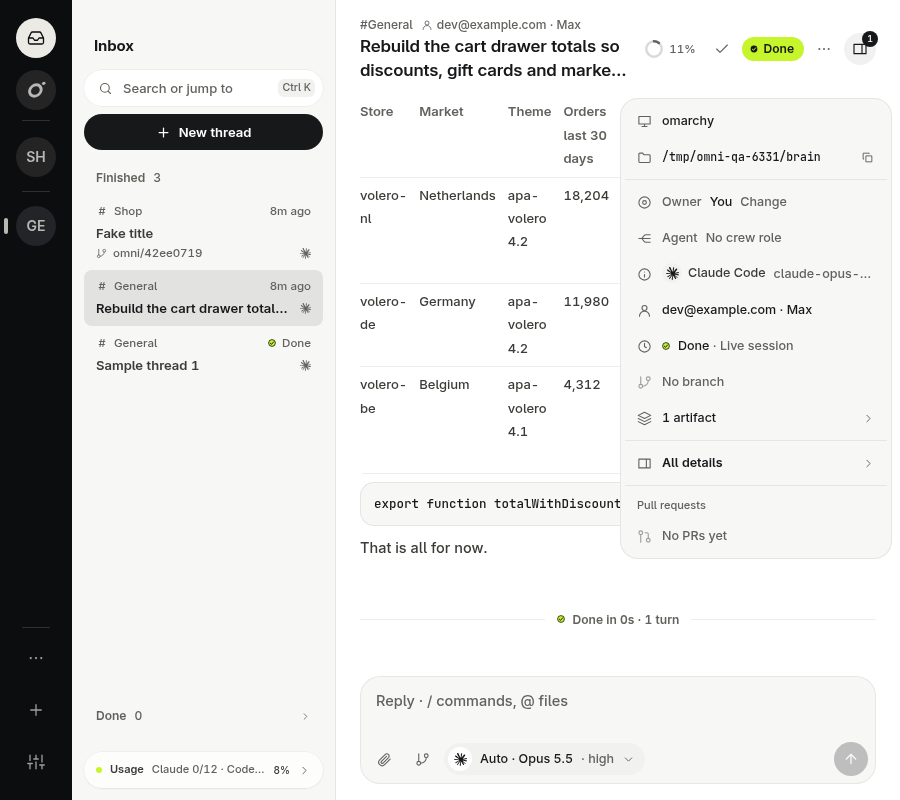 SH
GE
Inbox
Search or jump to
Ctrl K
New thread
Finished 3
# Shop
8m ago
Fake title
omni/42ee0719
# General
8m ago
Rebuild the cart drawer total…
# General
Done
Sample thread 1
Done 0
Usage Claude 0/12 · Code… 8%
#General dev@example.com · Max
Rebuild the cart drawer totals so
discounts, gift cards and marke…
11%
Done
1
Store Market Theme Orders
last 30
days
volero- Netherlands apa- 18,204
nl volero
4.2
volero- Germany apa- 11,980
de volero
4.2
volero- Belgium apa- 4,312
be volero
4.1
export function totalWithDiscount
That is all for now.
Done in 0s · 1 turn
omarchy
/tmp/omni-qa-6331/brain
Owner You Change
Agent No crew role
Claude Code claude-opus-…
dev@example.com · Max
Done · Live session
No branch
1 artifact
All details
Pull requests
No PRs yet
Reply · / commands, @ files
Auto · Opus 5.5 · high